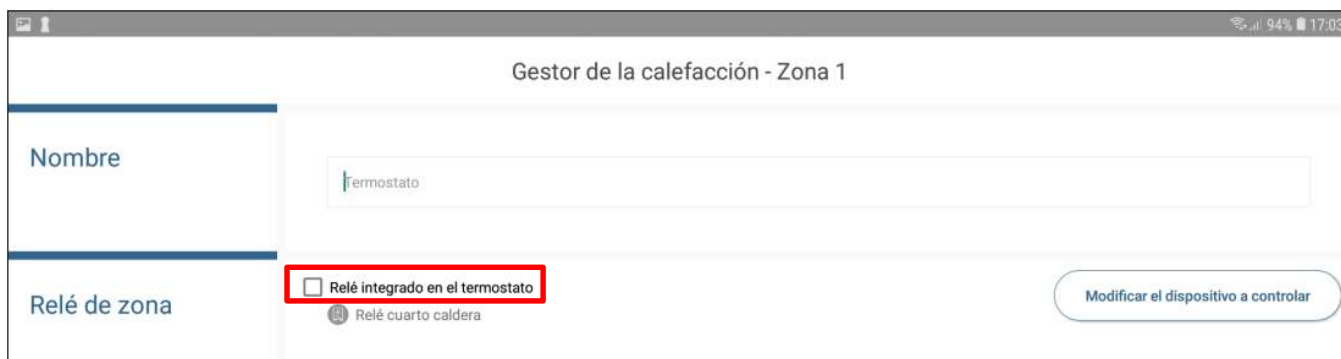 94% 17:03
Gestor de la calefacción - Zona 1
Nombre
Termostato
Relé de zona
Relé integrado en el termostato
Relé cuarto caldera
Modificar el dispositivo a controlar